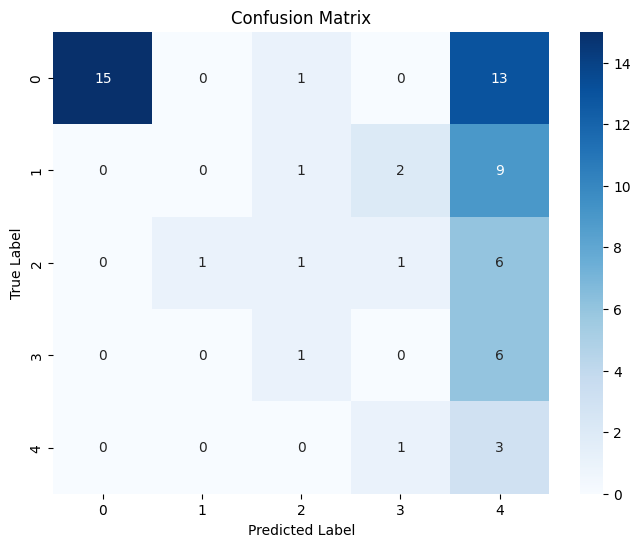 Confusion Matrix
True Label
0 15 0 1 0 13
1 0 0 1 2 9
2 0 1 1 1 6
3 0 0 1 0 6
4 0 0 0 1 3
0 1 2 3 4
Predicted Label
14
12
10
8
6
4
2
0